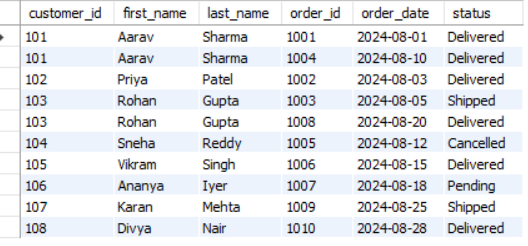 customer_id first_name last_name order_id order_date status
101 Aarav Sharma 1001 2024-08-01 Delivered
101 Aarav Sharma 1004 2024-08-10 Delivered
102 Priya Patel 1002 2024-08-03 Delivered
103 Rohan Gupta 1003 2024-08-05 Shipped
103 Rohan Gupta 1008 2024-08-20 Delivered
104 Sneha Reddy 1005 2024-08-12 Cancelled
105 Vikram Singh 1006 2024-08-15 Delivered
106 Ananya Iyer 1007 2024-08-18 Pending
107 Karan Mehta 1009 2024-08-25 Shipped
108 Divya Nair 1010 2024-08-28 Delivered